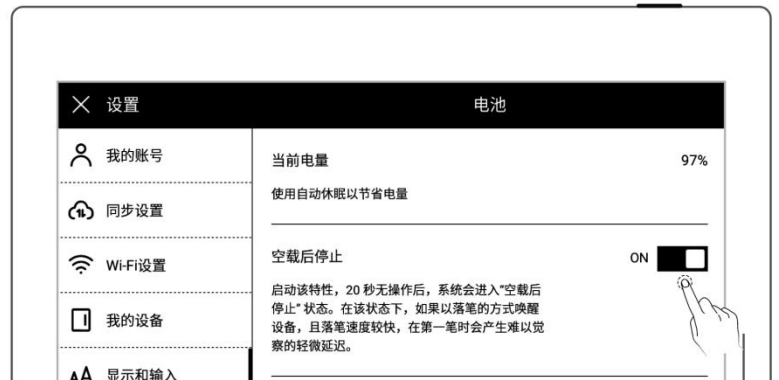 设置
电池
我的账号
同步设置
Wi-Fi设置
我的设备
显示和输入
当前电量
97%
使用自动休眠以节省电量
空载后停止
ON
启动该特性，20 秒无操作后，系统会进入“空载后
停止” 状态。在该状态下，如果以落笔的方式唤醒
设备，且落笔速度较快，在第一笔时会产生难以觉
察的轻微延迟。